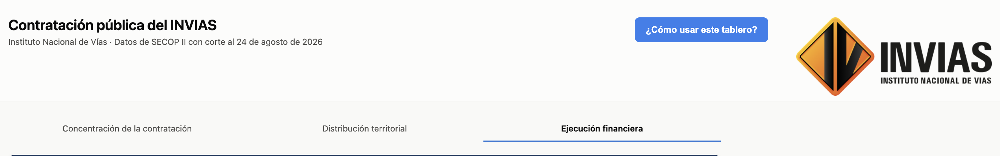 Contratación pública del INVIAS
Instituto Nacional de Vías · Datos de SECOP II con corte al 24 de agosto de 2026
¿Cómo usar este tablero?
INVIAS
INSTITUTO NACIONAL DE VIAS
Concentración de la contratación
Distribución territorial
Ejecución financiera